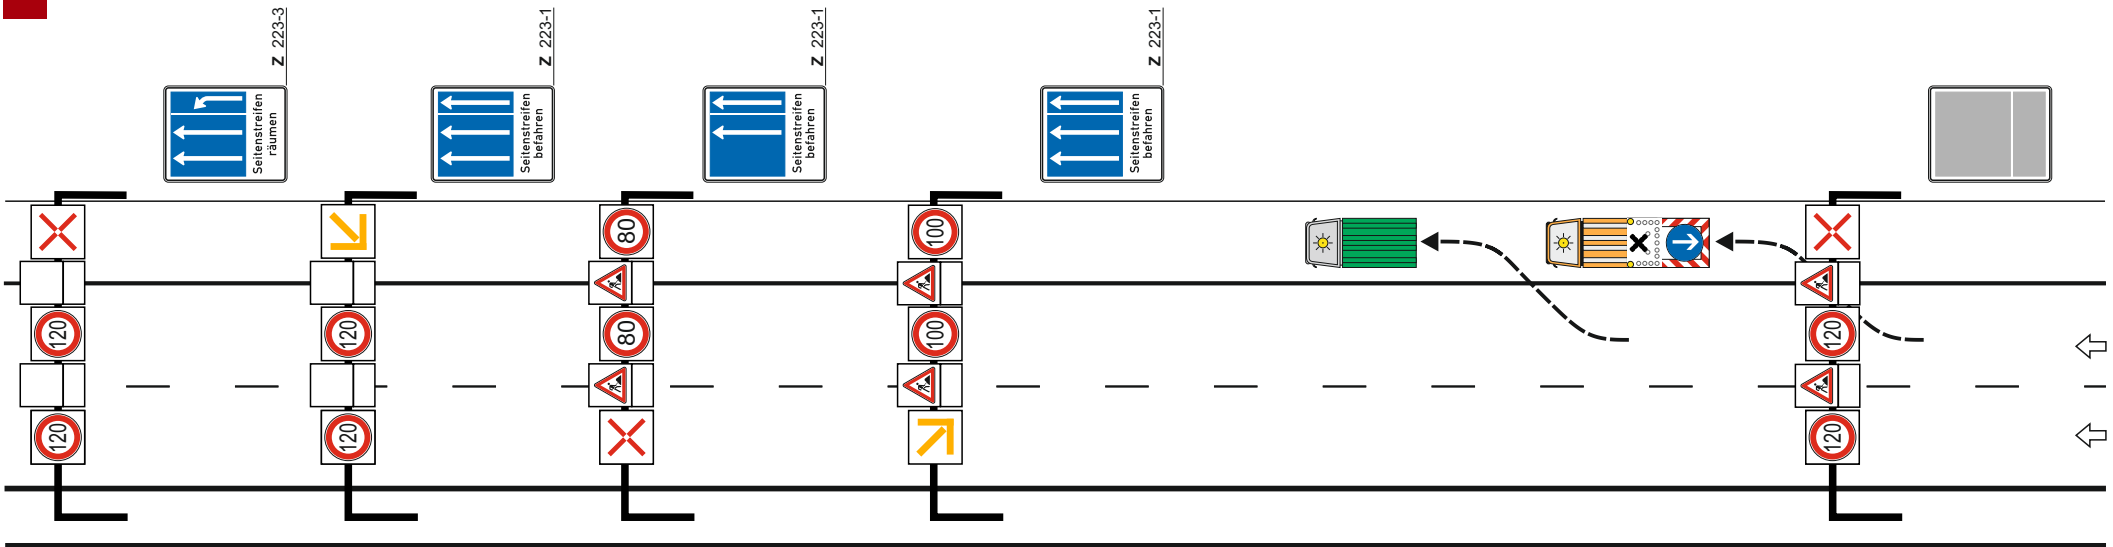 Z 223-3
Z 223-1
Z 223-1
Z 223-1
Seitenstreifen
räumen
Seitenstreifen
befahren
Seitenstreifen
befahren
Seitenstreifen
befahren
80
100
120
120
80
100
120
120
120
120